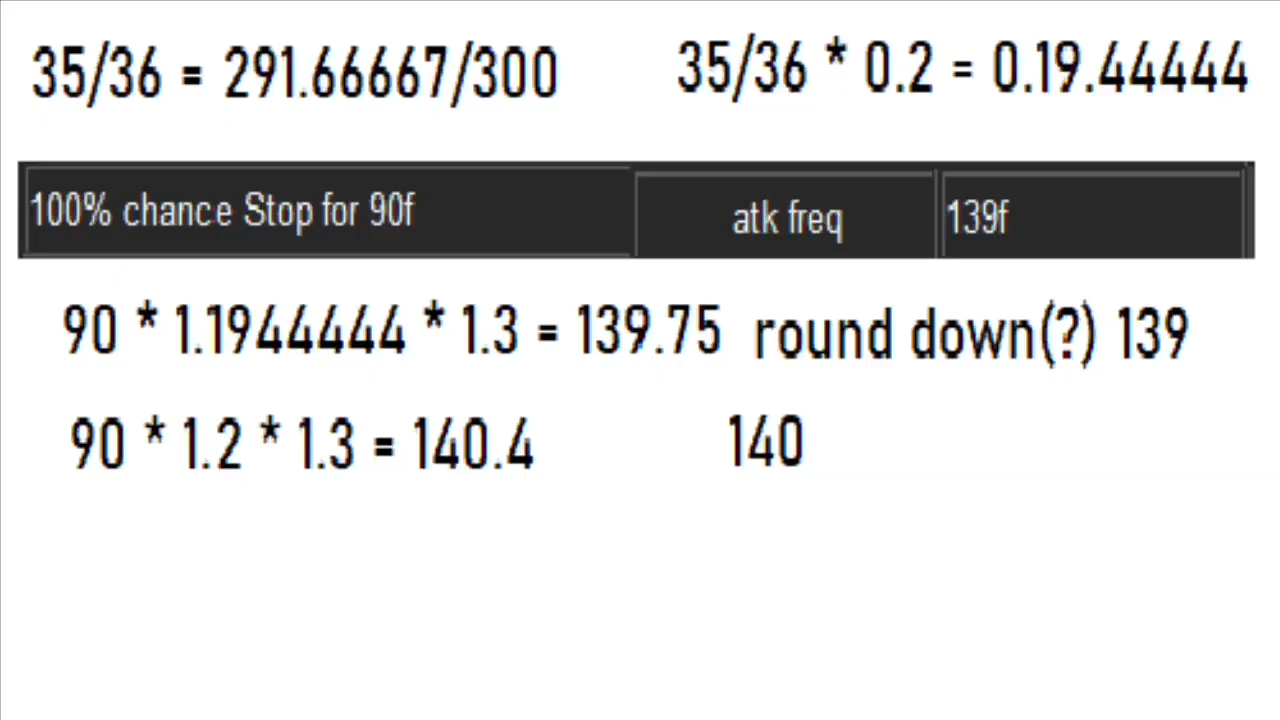 35/36 = 291.66667/300
35/36 * 0.2 = 0.19.44444
100% chance Stop for 90f
atk freq
139f
90 * 1.1944444 * 1.3 = 139.75 round down(?) 139
90 * 1.2 * 1.3 = 140.4 140